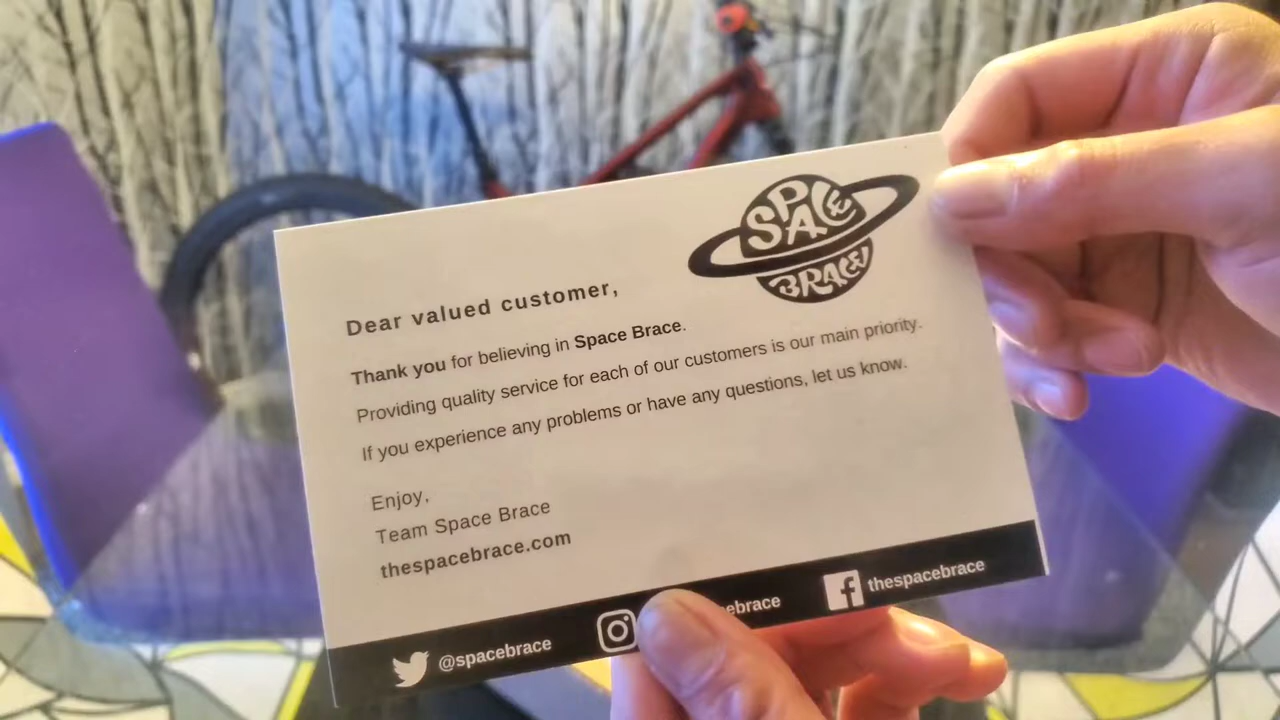 SPACE
BRACE
Dear valued customer,
Thank you for believing in Space Brace.
Providing quality service for each of our customers is our main priority.
If you experience any problems or have any questions, let us know.
Enjoy,
Team Space Brace
thespacebrace.com
@spacebrace
ebrace
thespacebrace